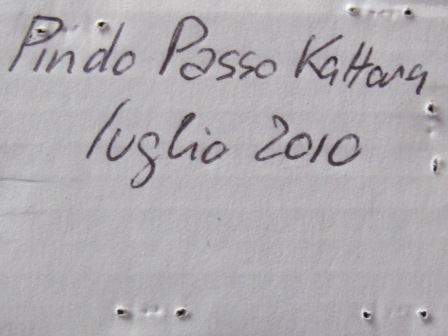 Pindo Passo Kattara
luglio 2010